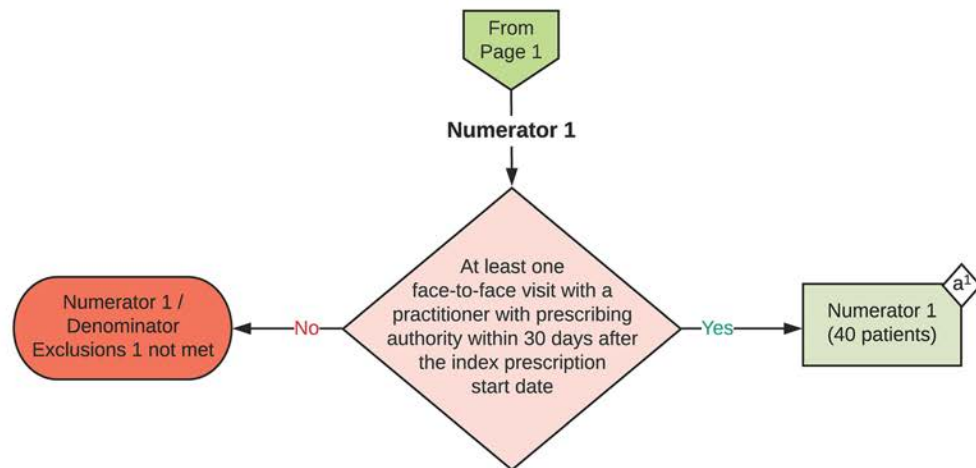 From
Page 1
Numerator 1
At least one
face-to-face visit with a
practitioner with prescribing
authority within 30 days after
the index prescription
start date
Numerator 1 /
Denominator
Exclusions 1 not met
No
Yes
a¹
Numerator 1
(40 patients)